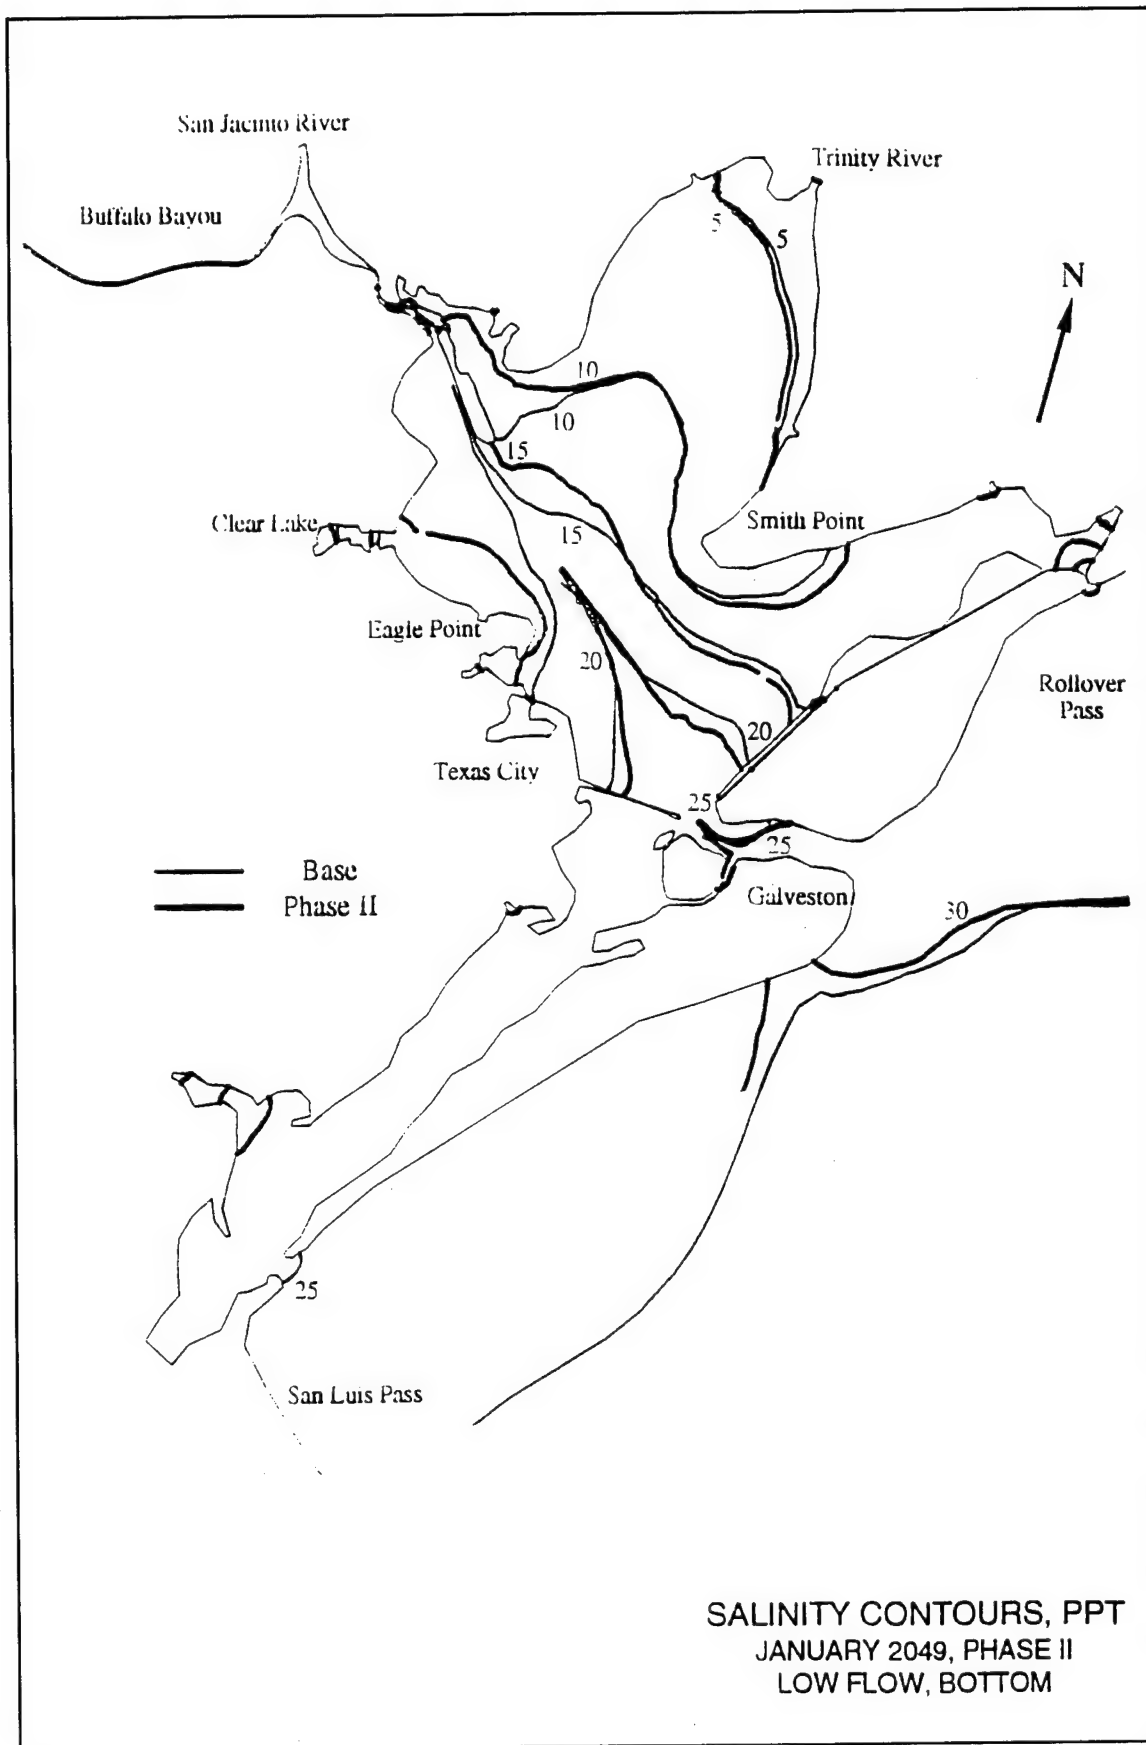 San Jacinto River
Trinity River
Buffalo Bayou
5
5
N
10
10
15
Clear Lake
15
Smith Point
Eagle Point
20
Rollover
Pass
20
Texas City
25
25
Base
Phase II
Galveston
30
25
San Luis Pass
SALINITY CONTOURS, PPT
JANUARY 2049, PHASE II
LOW FLOW, BOTTOM